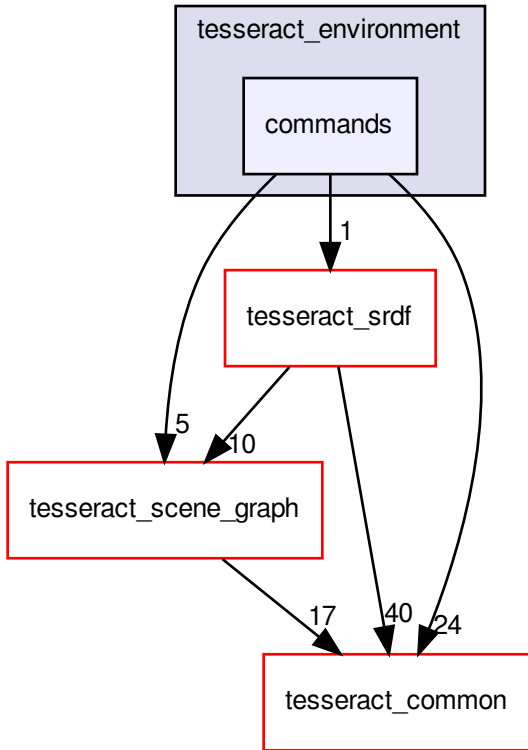 tesseract_environment
commands
1
tesseract_srdf
5
10
tesseract_scene_graph
17
40
24
tesseract_common